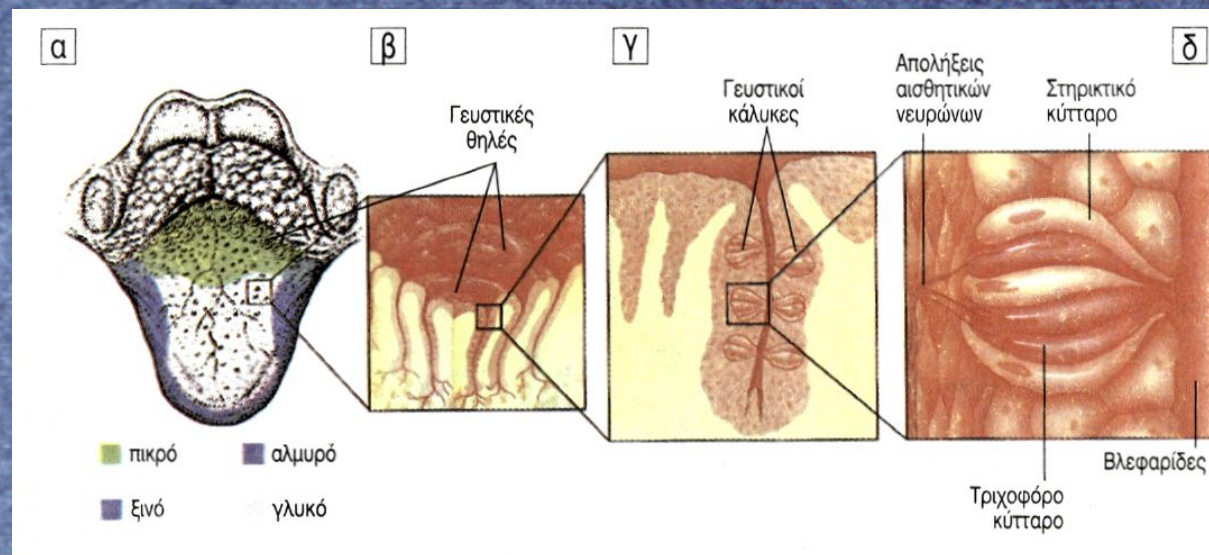 α
β
γ
δ
Γευστικές
θηλές
Γευστικοί
κάλυκες
Απολήξεις
αισθητικών
νευρώνων
Στηρικτικό
κύτταρο
πικρό
αλμυρό
ξινό
γλυκό
Τριχοφόρο
κύτταρο
Βλεφαρίδες